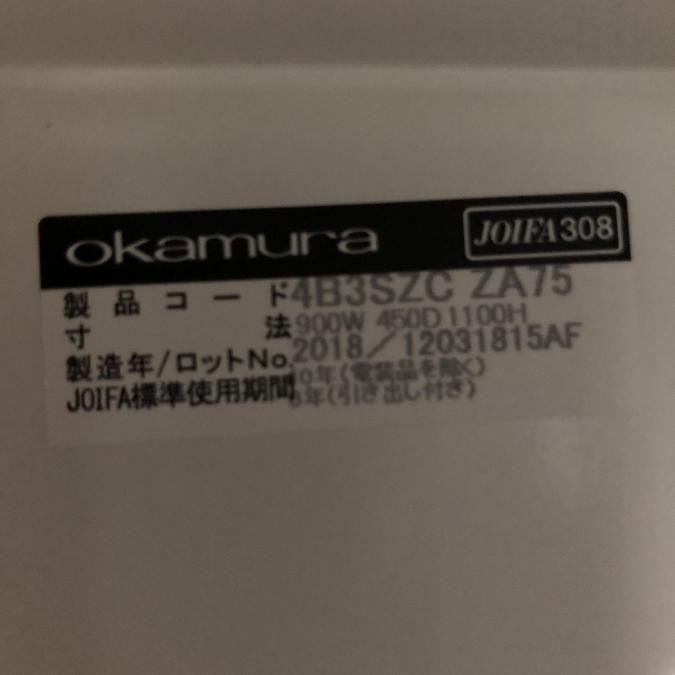 okamura JOIFA308
製品コード 4B3SZC ZA75
寸法 900W 450D 1100H
製造年/ロットNo. 2018/12031815AF
JOIFA標準使用期間 10年(電装品を除く)
8年(引き出し付き)